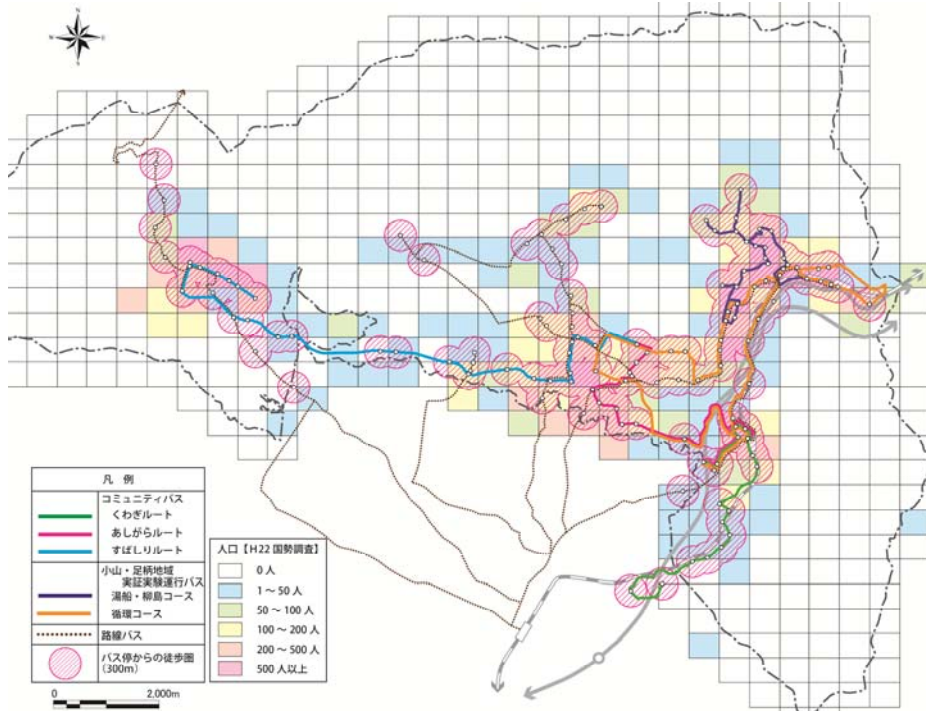 N
W
E
S
凡 例
コミュニティバス
くわぎルート
あしがらルート
すばしりルート
小山・足柄地域
実証実験運行バス
湯船・柳島コース
循環コース
路線バス
バス停からの徒歩圏
(300m)
0
2,000m
人口【H22 国勢調査】
0 人
1 ~ 50 人
50 ~ 100 人
100 ~ 200 人
200 ~ 500 人
500 人以上